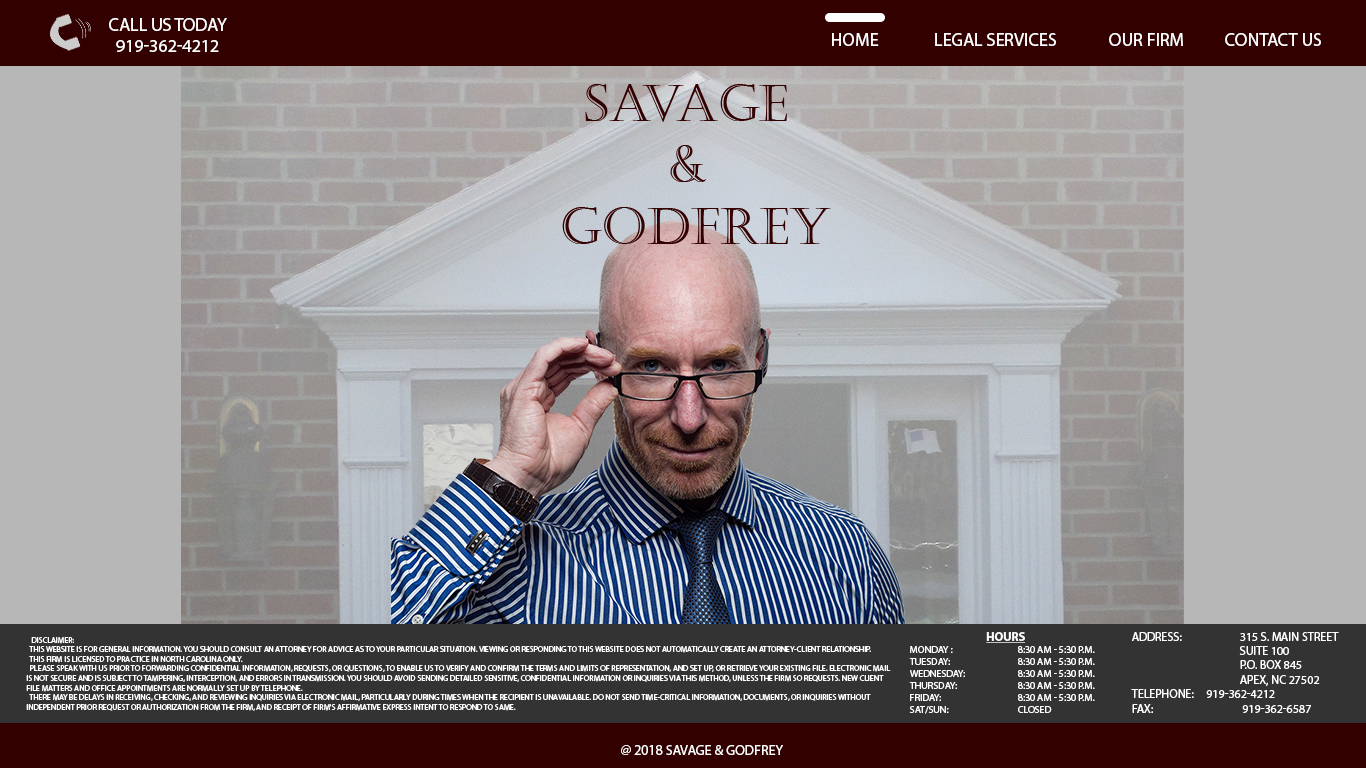 CALL US TODAY
919-362-4212
HOME
LEGAL SERVICES
OUR FIRM
CONTACT US
SAVAGE
&
GODFREY
DISCLAIMER:
THIS WEBSITE IS FOR GENERAL INFORMATION. YOU SHOULD CONSULT AN ATTORNEY FOR ADVICE AS TO YOUR PARTICULAR SITUATION. VIEWING OR RESPONDING TO THIS WEBSITE DOES NOT AUTOMATICALLY CREATE AN ATTORNEY-CLIENT RELATIONSHIP.
THIS FIRM IS LICENSED TO PRACTICE IN NORTH CAROLINA ONLY.
PLEASE SPEAK WITH US PRIOR TO FORWARDING CONFIDENTIAL INFORMATION, REQUESTS, OR QUESTIONS, TO ENABLE US TO VERIFY AND CONFIRM THE TERMS AND LIMITS OF REPRESENTATION, AND SET UP, OR RETRIEVE YOUR EXISTING FILE. ELECTRONIC MAIL
IS NOT SECURE AND IS SUBJECT TO TAMPERING, INTERCEPTION, AND ERRORS IN TRANSMISSION. YOU SHOULD AVOID SENDING DETAILED SENSITIVE, CONFIDENTIAL INFORMATION OR INQUIRIES VIA THIS METHOD, UNLESS THE FIRM SO REQUESTS. NEW CLIENT
FILE MATTERS AND OFFICE APPOINTMENTS ARE NORMALLY SET UP BY TELEPHONE.
THERE MAY BE DELAYS IN RECEIVING, CHECKING, AND REVIEWING INQUIRIES VIA ELECTRONIC MAIL, PARTICULARLY DURING TIMES WHEN THE RECIPIENT IS UNAVAILABLE. DO NOT SEND TIME-CRITICAL INFORMATION, DOCUMENTS, OR INQUIRIES WITHOUT
INDEPENDENT PRIOR REQUEST OR AUTHORIZATION FROM THE FIRM, AND RECEIPT OF FIRM'S AFFIRMATIVE EXPRESS INTENT TO RESPOND TO SAME.
HOURS
MONDAY : 8:30 AM - 5:30 P.M.
TUESDAY: 8:30 AM - 5:30 P.M.
WEDNESDAY: 8:30 AM - 5:30 P.M.
THURSDAY: 8:30 AM - 5:30 P.M.
FRIDAY: 8:30 AM - 5:30 P.M.
SAT/SUN: CLOSED
ADDRESS: 315 S. MAIN STREET
SUITE 100
P.O. BOX 845
APEX, NC 27502
TELEPHONE: 919-362-4212
FAX: 919-362-6587
@ 2018 SAVAGE & GODFREY